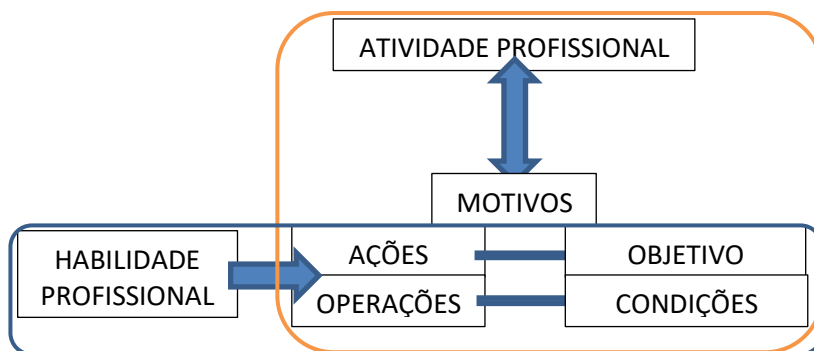 ATIVIDADE PROFISSIONAL
MOTIVOS
HABILIDADE
PROFISSIONAL
AÇÕES
OBJETIVO
OPERAÇÕES
CONDIÇÕES